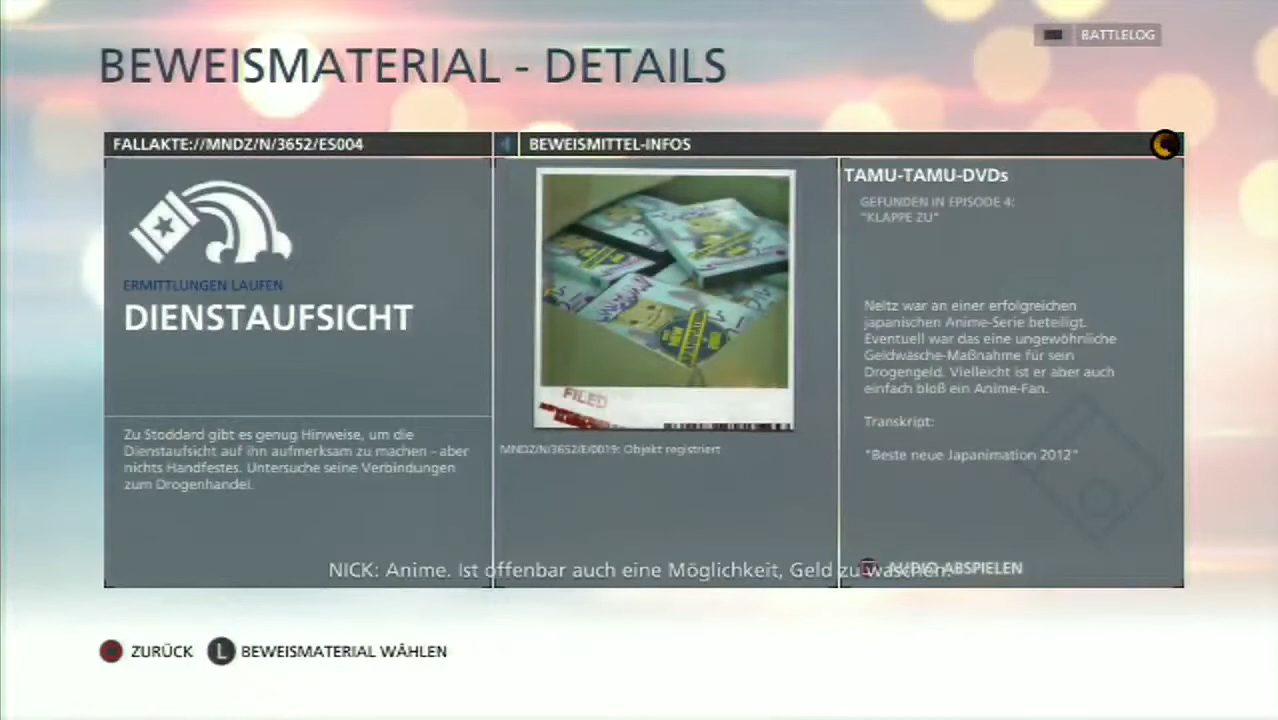 BATTLELOG
BEWEISMATERIAL - DETAILS
FALLAKTE://MNDZ/N/3652/ES004
BEWEISMITTEL-INFOS
ERMITTLUNGEN LAUFEN
DIENSTAUFSICHT
Zu Stoddard gibt es genug Hinweise, um die
Dienstaufsicht auf ihn aufmerksam zu machen - aber
nichts Handfestes. Untersuche seine Verbindungen
zum Drogenhandel.
FILED
MNDZ/N/3652/E/0019: Objekt registriert
TAMU-TAMU-DVDs
GEFUNDEN IN EPISODE 4:
"KLAPPE ZU"
Neltz war an einer erfolgreichen
japanischen Anime-Serie beteiligt.
Eventuell war das eine ungewöhnliche
Geldwäsche-Maßnahme für sein
Drogengeld. Vielleicht ist er aber auch
einfach bloß ein Anime-Fan.
Transkript:
"Beste neue Japanimation 2012"
AUDIO ABSPIELEN
NICK: Anime. Ist offenbar auch eine Möglichkeit, Geld zu waschen.
ZURÜCK
L BEWEISMATERIAL WÄHLEN